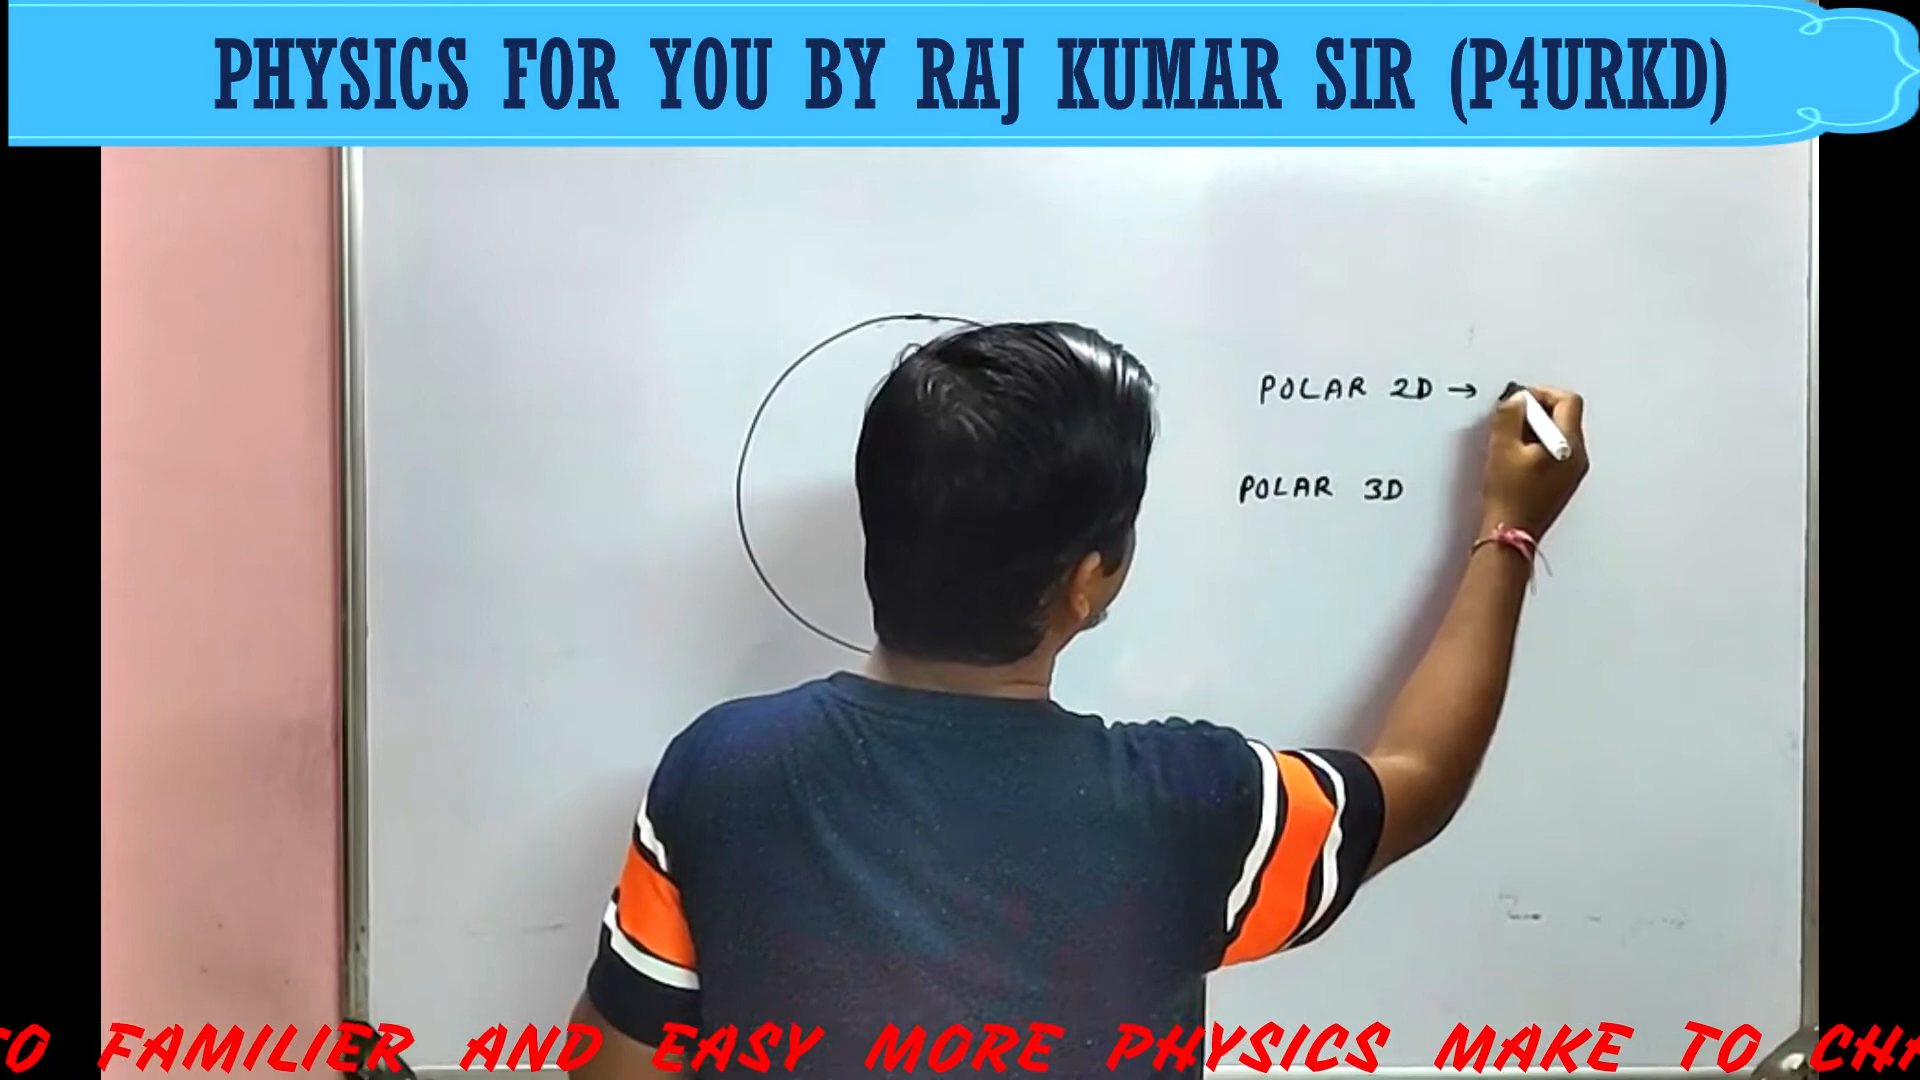 PHYSICS FOR YOU BY RAJ KUMAR SIR (P4URKD)
POLAR 2D →
POLAR 3D
FAMILIER AND EASY MORE PHYSICS MAKE TO